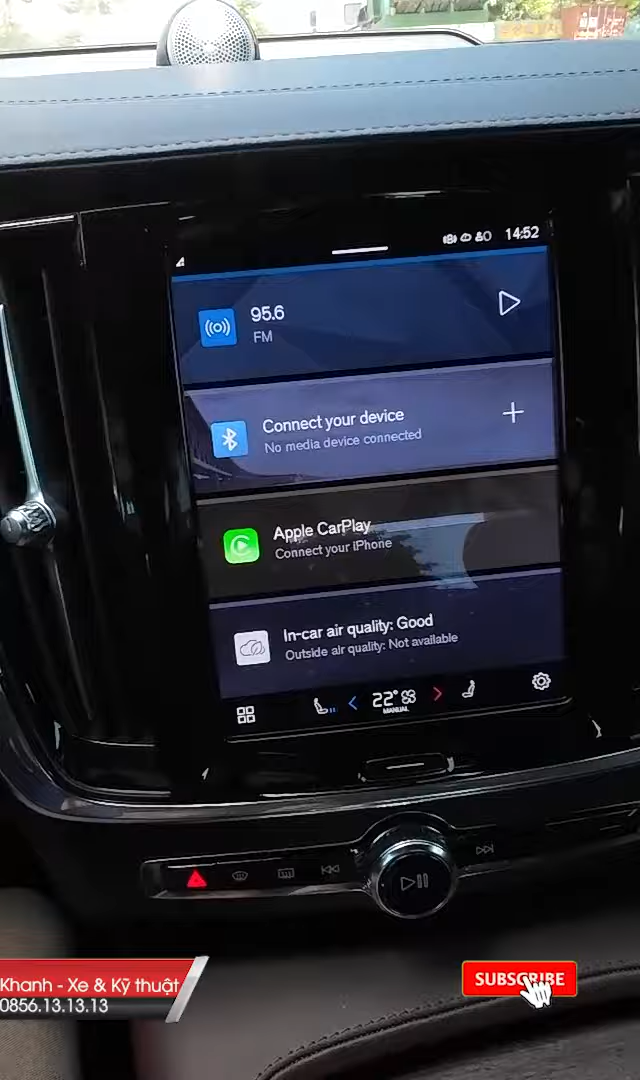 14:52
95.6
FM
Connect your device
No media device connected
Apple CarPlay
Connect your iPhone
In-car air quality: Good
Outside air quality: Not available
22°
MANUAL
Khanh - Xe & Kỹ thuật
0856.13.13.13
SUBSCRIBE